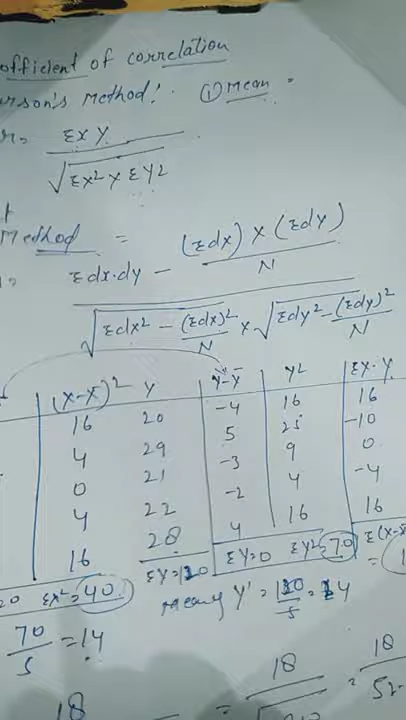 officient of correlation
rson's Method! ① Mean
r = Σxy
√Σx² × Σy²
Method =
Σdx·dy − (Σdx) × (Σdy)
N
√Σdx² − (Σdx)² × √Σdy² − (Σdy)²
N N
(X-x̄)² Y Y-Ȳ Y² Σx·Y
16 20 -4 16 16
4 29 5 25 -10
0 21 -3 9 0
4 22 -2 4 -4
16 28 4 16 16
20 Σx²=40 ΣY=120 ΣY=0 ΣY²=70
mean Y' = 120/5 = 24
70/5 = 14
18
= 18
18